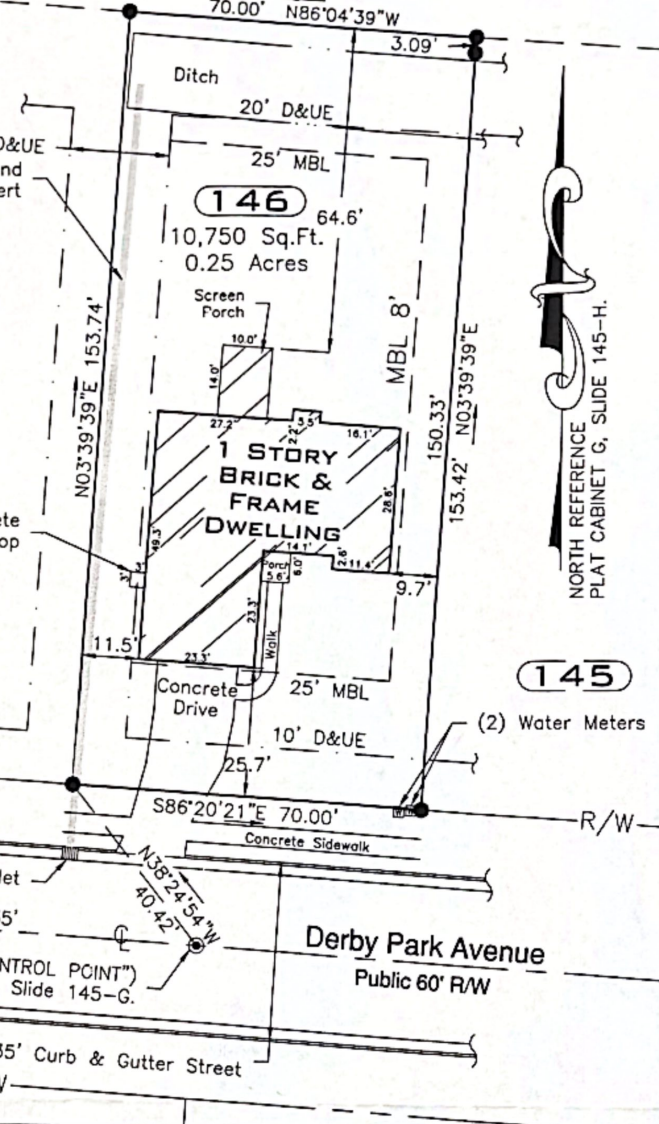 70.00' N86°04'39"W
3.09'
Ditch
20' D&UE
D&UE
nd
ert
25' MBL
146
64.6'
10,750 Sq.Ft.
0.25 Acres
Screen
Porch
10.0'
14.0'
MBL 8'
N03°39'39"E 153.74'
150.33'
153.42' N03°39'39"E
NORTH REFERENCE
PLAT CABINET G, SLIDE 145-H.
27.2'
2.2'
5.5'
16.1'
1 STORY
BRICK &
FRAME
DWELLING
28.6'
49.3'
14.1'
Porch
5.6'
6.0'
2.6'
11.4'
ete
op
3'
3'
9.7'
23.3'
Walk
11.5'
23.3'
145
Concrete
Drive
25' MBL
(2) Water Meters
10' D&UE
25.7'
W
S86°20'21"E 70.00'
R/W
Concrete Sidewalk
let
N38°24'54"W
40.42'
5'
CL
Derby Park Avenue
Public 60' R/W
NTROL POINT")
Slide 145-G.
35' Curb & Gutter Street